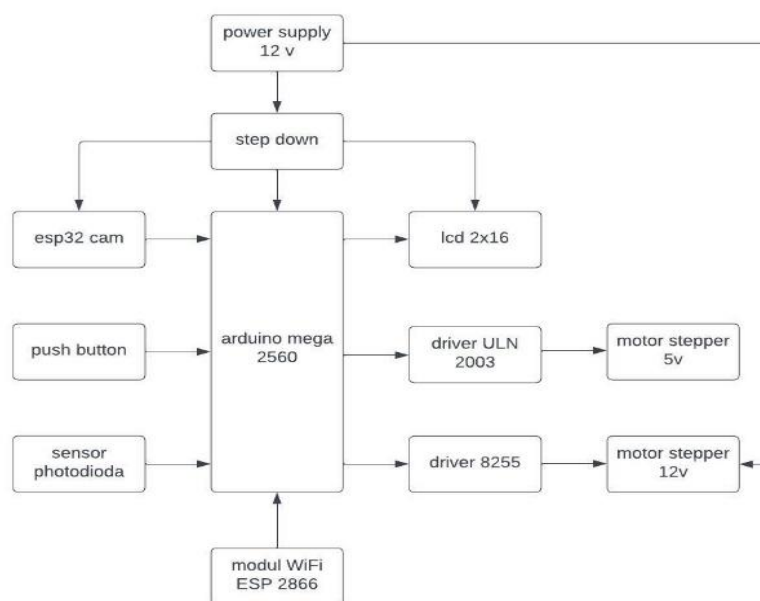 power supply
12 v
step down
esp32 cam
lcd 2x16
push button
arduino mega
2560
driver ULN
2003
motor stepper
5v
sensor
photodioda
driver 8255
motor stepper
12v
modul WiFi
ESP 2866